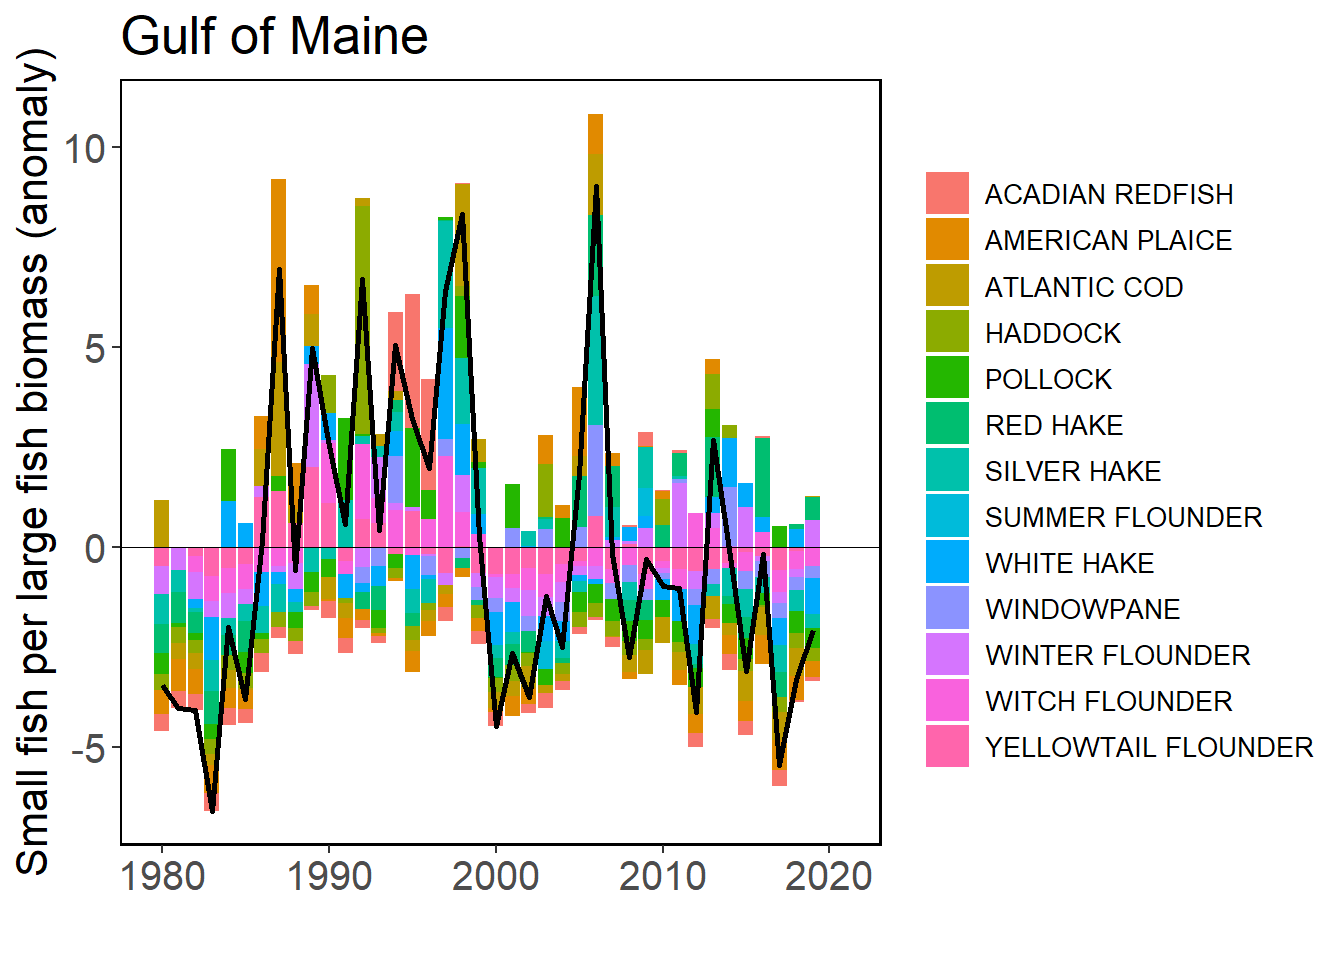 Gulf of Maine
Small fish per large fish biomass (anomaly)
10
5
0
-5
1980 1990 2000 2010 2020
ACADIAN REDFISH
AMERICAN PLAICE
ATLANTIC COD
HADDOCK
POLLOCK
RED HAKE
SILVER HAKE
SUMMER FLOUNDER
WHITE HAKE
WINDOWPANE
WINTER FLOUNDER
WITCH FLOUNDER
YELLOWTAIL FLOUNDER